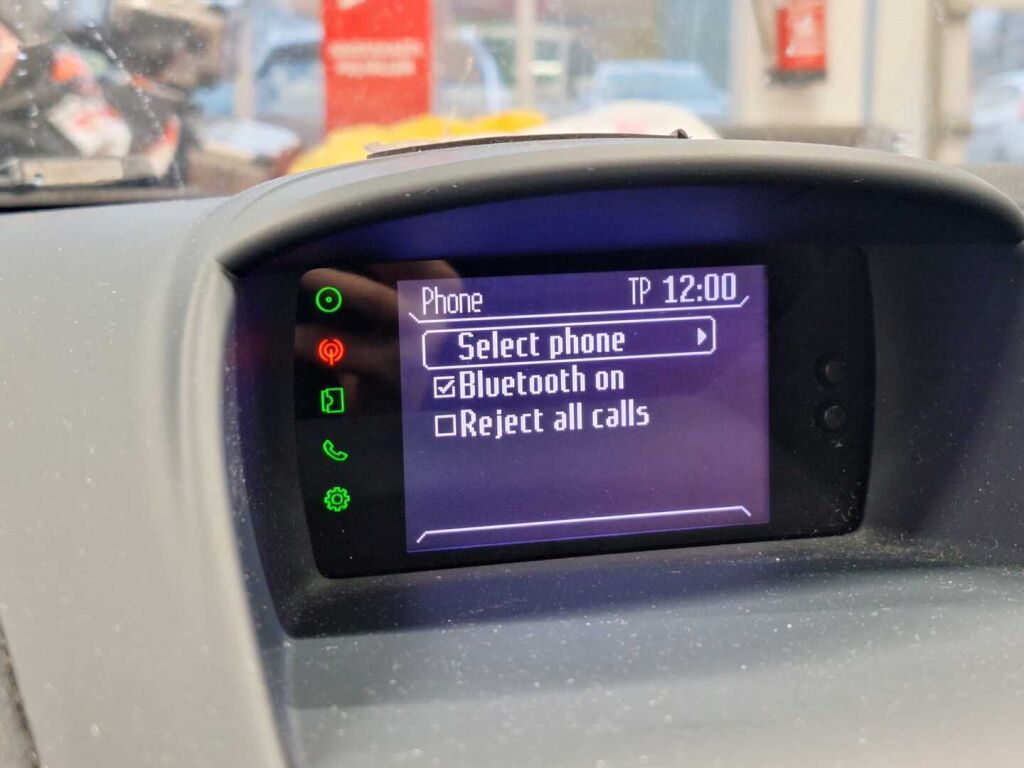 Phone TP 12:00
Select phone
Bluetooth on
Reject all calls